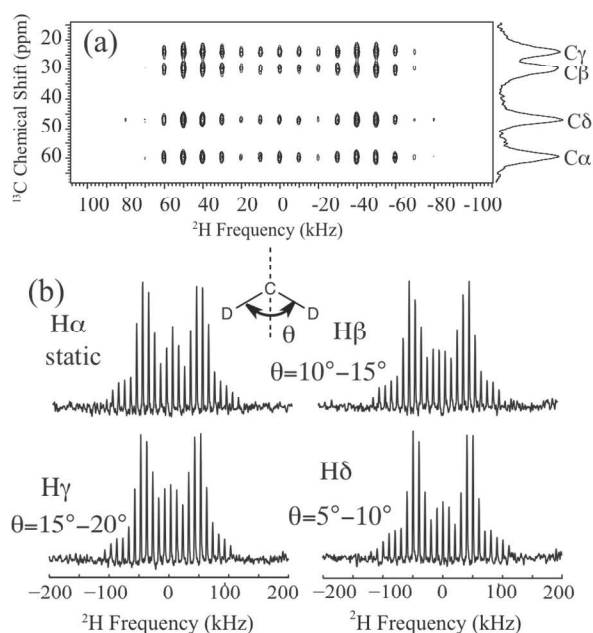 (a)
¹³C Chemical Shift (ppm)
20
30
40
50
60
Cγ
Cβ
Cδ
Cα
100 80 60 40 20 0 -20 -40 -60 -80 -100
²H Frequency (kHz)
(b)
C
D D
θ
Hα
static
Hβ
θ=10°−15°
Hγ
θ=15°−20°
Hδ
θ=5°−10°
−200 −100 0 100 200
−200 −100 0 100 200
²H Frequency (kHz)
²H Frequency (kHz)